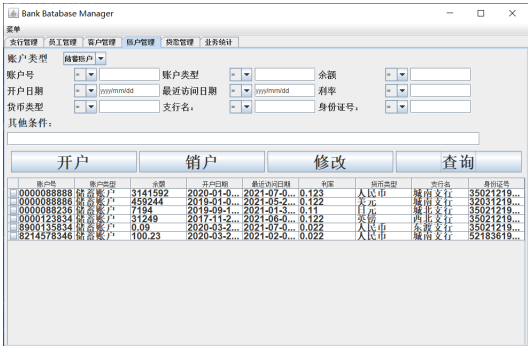 Bank Batabase Manager
菜单
支行管理 员工管理 客户管理 账户管理 贷款管理 业务统计
账户类型 储蓄账户
账户号 = 账户类型 = 余额 =
开户日期 = yyyy/mm/dd 最近访问日期 = yyyy/mm/dd 利率 =
货币类型 = 支行名: = 身份证号: =
其他条件:
开户 销户 修改 查询
账户号 账户类型 余额 开户日期 最近访问日期 利率 货币类型 支行名 身份证号
0000088888 储蓄账户 3141592 2020-01-0... 2021-07-0... 0.123 人民币 城南支行 35021219...
0000088886 储蓄账户 459244 2019-01-0... 2021-05-2... 0.122 美元 城南支行 32031219...
0000088236 储蓄账户 7194 2019-09-1... 2021-01-3... 0.11 日元 城北支行 35021219...
0000123834 储蓄账户 31249 2017-11-2... 2021-06-0... 0.122 英镑 西北支行 35021219...
8900135834 储蓄账户 0.09 2020-03-2... 2021-07-0... 0.022 人民币 东渡支行 35021219...
8214578346 储蓄账户 100.23 2020-03-2... 2021-02-0... 0.022 人民币 城南支行 52183619...